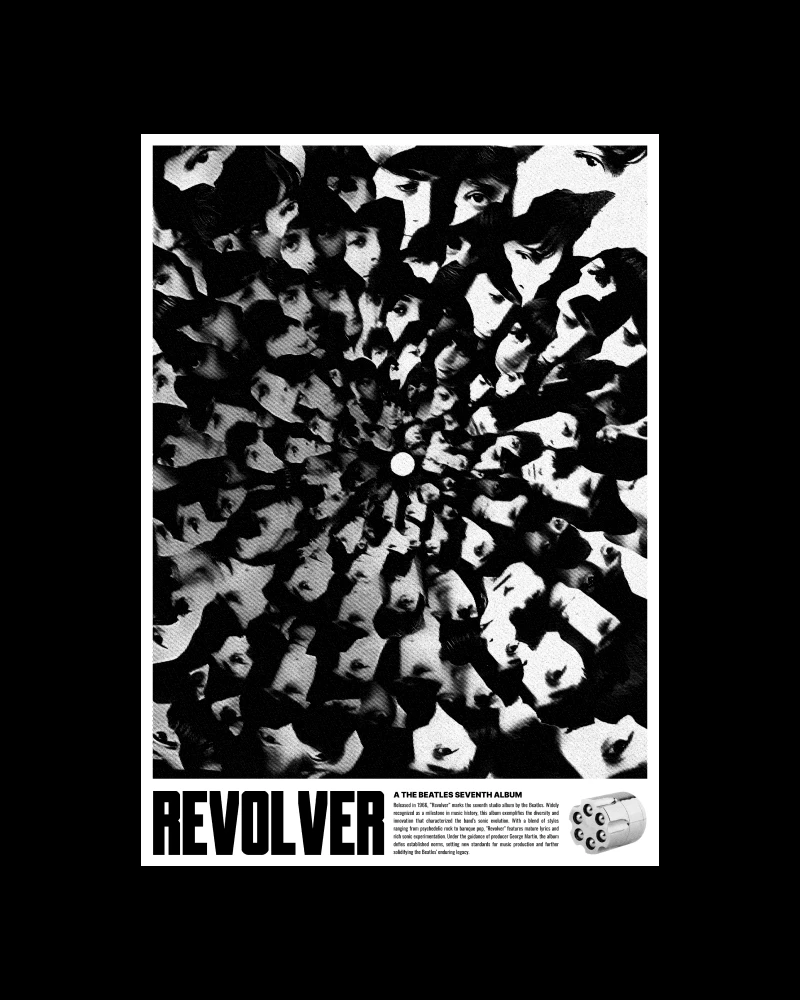 REVOLVER
A THE BEATLES SEVENTH ALBUM
Released in 1966, "Revolver" marks the seventh studio album by the Beatles. Widely
recognized as a milestone in music history, this album exemplifies the diversity and
innovation that characterized the band's sonic evolution. With a blend of styles
ranging from psychedelic rock to baroque pop, "Revolver" features mature lyrics and
rich sonic experimentation. Under the guidance of producer George Martin, the album
defies established norms, setting new standards for music production and further
solidifying the Beatles' enduring legacy.